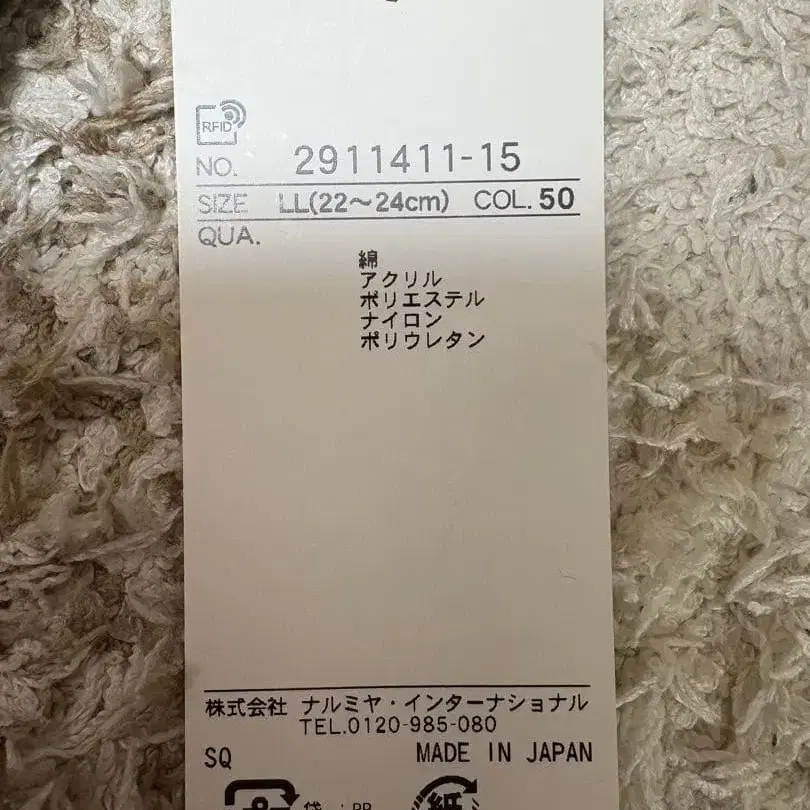 RFID
NO. 2911411-15
SIZE LL(22〜24cm) COL. 50
QUA.
綿
アクリル
ポリエステル
ナイロン
ポリウレタン
株式会社 ナルミヤ・インターナショナル
TEL.0120-985-080
SQ MADE IN JAPAN
袋 : PP
紙